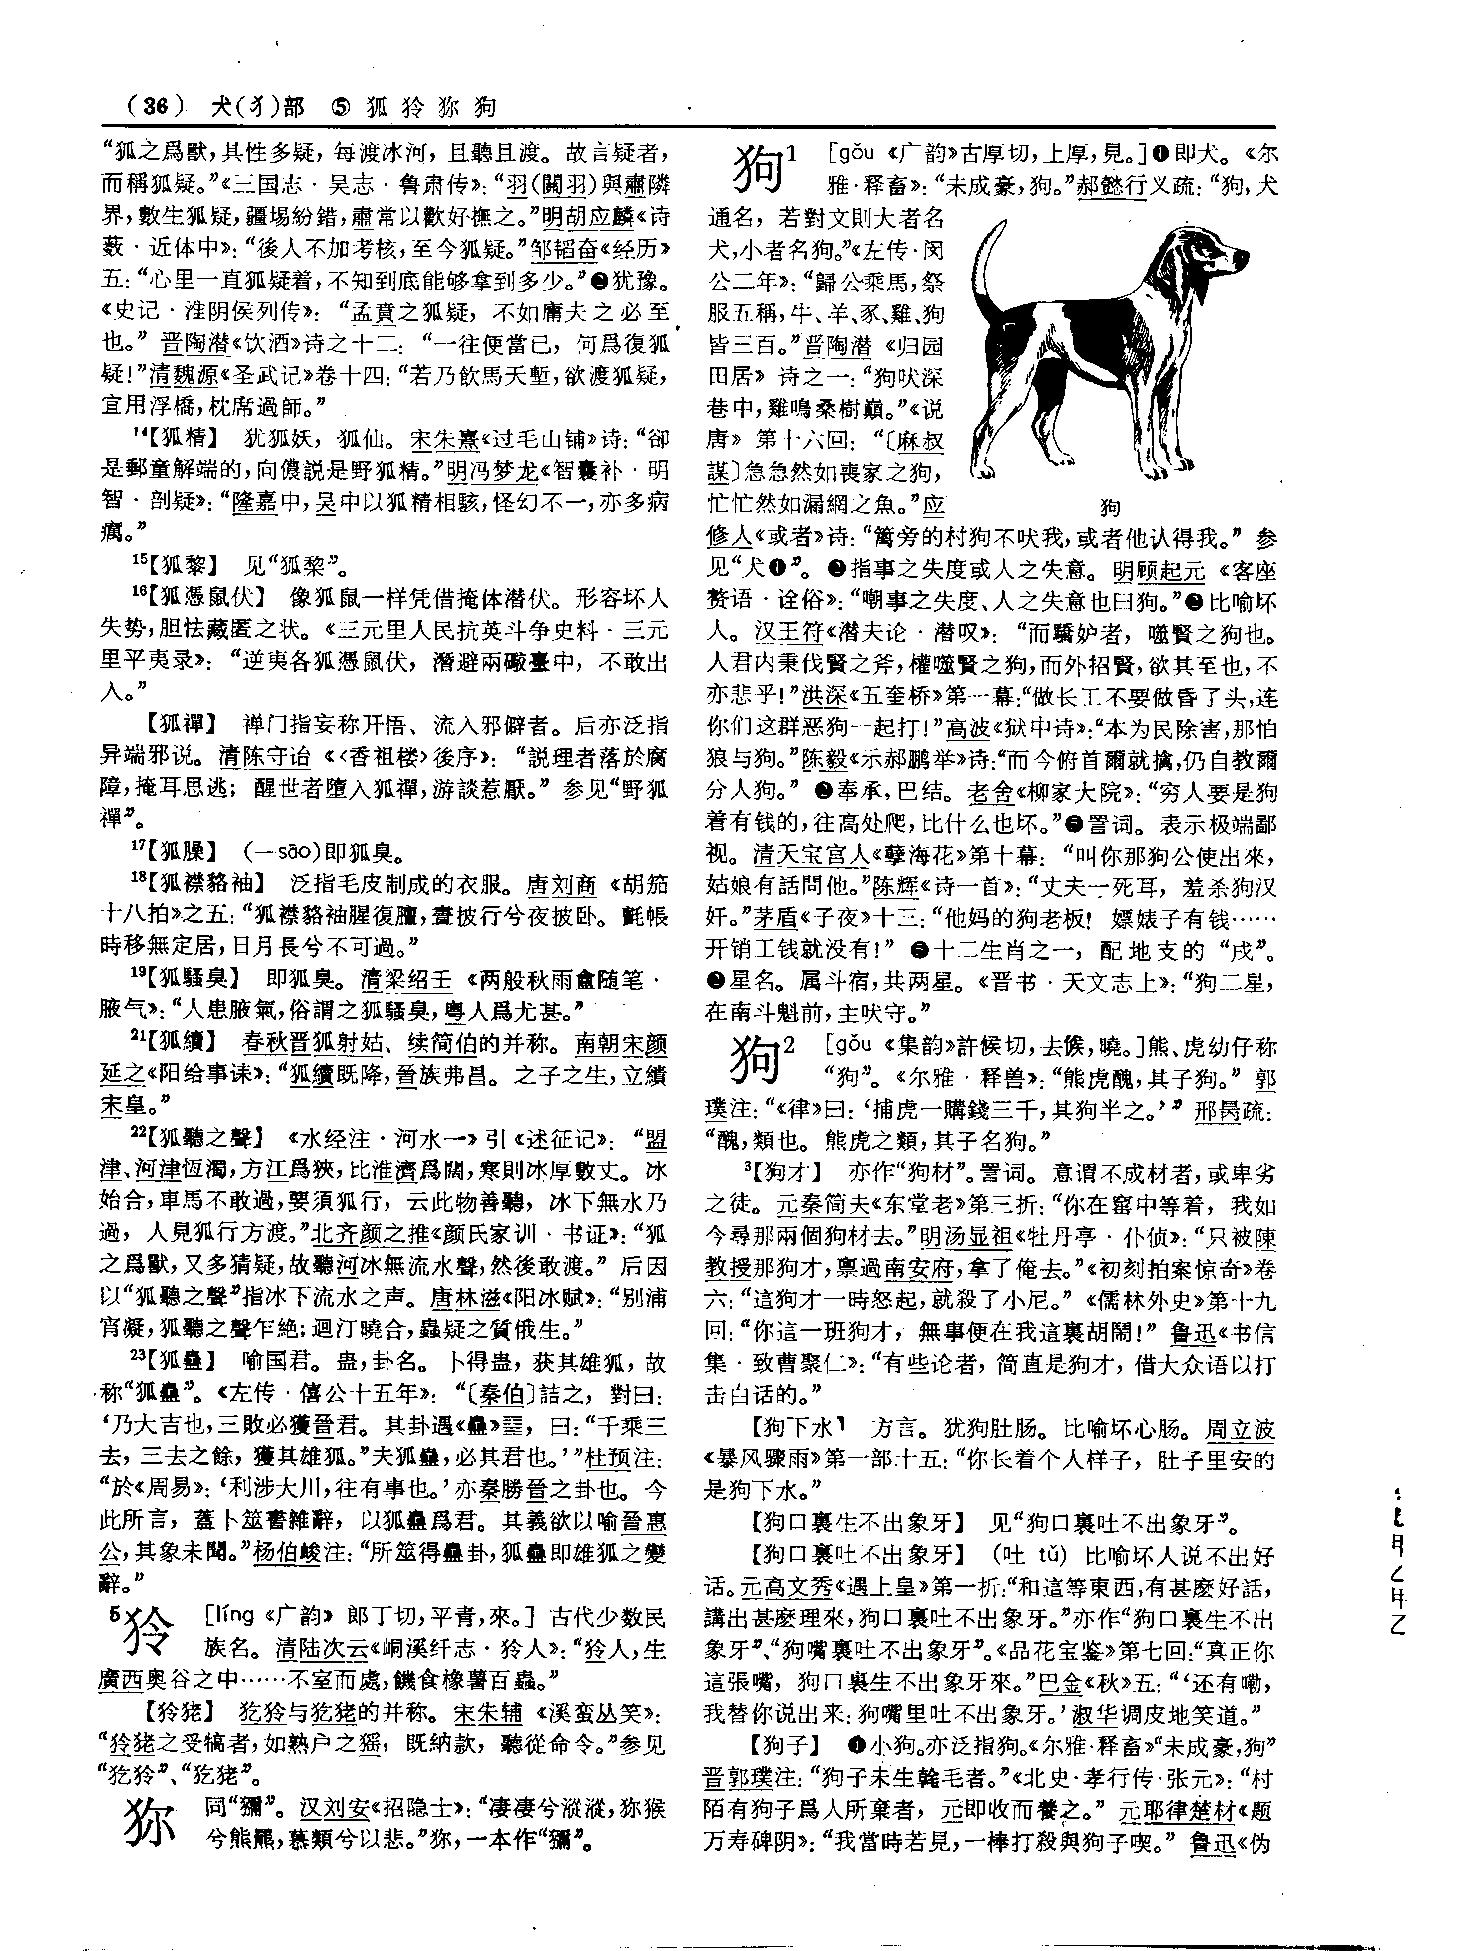 (36) 犬(犭)部 ⑤ 狐 狑 狋 狗
“狐之爲獸，其性多疑，每渡冰河，且聽且渡。故言疑者，
而稱狐疑。”《三国志·吴志·鲁肃传》：“羽(關羽)與肅隣
界，數生狐疑，疆埸紛錯，肅常以歡好撫之。”明胡应麟《诗
薮·近体中》：“後人不加考核，至今狐疑。”邹韬奋《经历》
五：“心里一直狐疑着，不知到底能够拿到多少。”❷犹豫。
《史记·淮阴侯列传》：“孟賁之狐疑，不如庸夫之必至
也。”晋陶潜《饮酒》诗之十二：“一往便當已，何爲復狐
疑！”清魏源《圣武记》卷十四：“若乃飲馬天塹，欲渡狐疑，
宜用浮橋，枕席過師。”
¹⁴【狐精】 犹狐妖，狐仙。宋朱熹《过毛山铺》诗：“卻
是郵童解端的，向儂説是野狐精。”明冯梦龙《智囊补·明
智·剖疑》：“隆嘉中，吴中以狐精相駭，怪幻不一，亦多病
癘。”
¹⁵【狐黎】 见“狐棃”。
¹⁶【狐憑鼠伏】 像狐鼠一样凭借掩体潜伏。形容坏人
失势，胆怯藏匿之状。《三元里人民抗英斗争史料·三元
里平夷录》：“逆夷各狐憑鼠伏，潛避兩礮臺中，不敢出
入。”
【狐禪】 禅门指妄称开悟、流入邪僻者。后亦泛指
异端邪说。清陈守诒《〈香祖楼〉後序》：“説理者落於腐
障，掩耳思逃；醒世者墮入狐禪，游談惹厭。”参见“野狐
禪”。
¹⁷【狐臊】 (—sāo)即狐臭。
¹⁸【狐襟貉袖】 泛指毛皮制成的衣服。唐刘商《胡笳
十八拍》之五：“狐襟貉袖腥復羶，晝披行兮夜披卧。氈帳
時移無定居，日月長兮不可過。”
¹⁹【狐騷臭】 即狐臭。清梁绍壬《两般秋雨盦随笔·
腋气》：“人患腋氣，俗謂之狐騷臭，粤人爲尤甚。”
²¹【狐續】 春秋晋狐射姑、续简伯的并称。南朝宋颜
延之《阳给事诔》：“狐續既降，晉族弗昌。之子之生，立績
宋皇。”
²²【狐聽之聲】 《水经注·河水一》引《述征记》：“盟
津、河津恆濁，方江爲狹，比淮濟爲闊，寒則冰厚數丈。冰
始合，車馬不敢過，要須狐行，云此物善聽，冰下無水乃
過，人見狐行方渡。”北齐颜之推《颜氏家训·书证》：“狐
之爲獸，又多猜疑，故聽河冰無流水聲，然後敢渡。”后因
以“狐聽之聲”指冰下流水之声。唐林滋《阳冰赋》：“别浦
宵凝，狐聽之聲乍絶；迴汀曉合，蟲疑之質俄生。”
²³【狐蠱】 喻国君。蛊，卦名。卜得蛊，获其雄狐，故
称“狐蠱”。《左传·僖公十五年》：“〔秦伯〕詰之，對曰：
‘乃大吉也，三敗必獲晉君。其卦遇《蠱》，曰：“千乘三
去，三去之餘，獲其雄狐。”夫狐蠱，必其君也。’”杜预注：
“於《周易》：‘利涉大川，往有事也。’亦秦勝晉之卦也。今
此所言，蓋卜筮書雜辭，以狐蠱爲君。其義欲以喻晉惠
公，其象未聞。”杨伯峻注：“所筮得蠱卦，狐蠱即雄狐之變
辭。”
⁵狑 [líng《广韵》郎丁切，平青，來。] 古代少数民
族名。清陆次云《峒溪纤志·狑人》：“狑人，生
廣西奥谷之中……不室而處，饑食橡薯百蟲。”
【狑狫】 犵狑与犵狫的并称。宋朱辅《溪蛮丛笑》：
“狑狫之受犒者，如熟户之猺，既納款，聽從命令。”参见
“犵狑”、“犵狫”。
狝 同“獼”。汉刘安《招隐士》：“凄凄兮漇漇，狝猴
兮熊羆，慕類兮以悲。”狝，一本作“獼”。
狗¹ [gǒu《广韵》古厚切，上厚，見。]❶即犬。《尔
雅·释畜》：“未成豪，狗。”郝懿行义疏：“狗，犬
通名，若對文則大者名
犬，小者名狗。”《左传·闵
公二年》：“歸公乘馬，祭
服五稱，牛、羊、豕、雞、狗
皆三百。”晋陶潜《归园
田居》诗之一：“狗吠深
巷中，雞鳴桑樹巔。”《说
唐》第十六回：“〔麻叔
謀〕急急然如喪家之狗，
忙忙然如漏網之魚。”应
狗
修人《或者》诗：“篱旁的村狗不吠我，或者他认得我。”参
见“犬❶”。❷指事之失度或人之失意。明顾起元《客座
赘语·诠俗》：“嘲事之失度、人之失意也曰狗。”❸比喻坏
人。汉王符《潜夫论·潜叹》：“而驕妒者，噬賢之狗也。
人君内秉伐賢之斧，權噬賢之狗，而外招賢，欲其至也，不
亦悲乎！”洪深《五奎桥》第一幕：“做长工不要做昏了头，连
你们这群恶狗一起打！”高波《狱中诗》：“本为民除害，那怕
狼与狗。”陈毅《示郝鹏举》诗：“而今俯首爾就擒，仍自教爾
分人狗。”❹奉承，巴结。老舍《柳家大院》：“穷人要是狗
着有钱的，往高处爬，比什么也坏。”❺詈词。表示极端鄙
视。清天宝宫人《孽海花》第十幕：“叫你那狗公使出來，
姑娘有話問他。”陈辉《诗一首》：“丈夫一死耳，羞杀狗汉
奸。”茅盾《子夜》十三：“他妈的狗老板！嫖婊子有钱……
开销工钱就没有！”❻十二生肖之一，配地支的“戌”。
❼星名。属斗宿，共两星。《晋书·天文志上》：“狗二星，
在南斗魁前，主吠守。”
狗² [gǒu《集韵》許候切，去候，曉。]熊、虎幼仔称
“狗”。《尔雅·释兽》：“熊虎醜，其子狗。”郭
璞注：“《律》曰：‘捕虎一購錢三千，其狗半之。’”邢昺疏：
“醜，類也。熊虎之類，其子名狗。”
³【狗才】 亦作“狗材”。詈词。意谓不成材者，或卑劣
之徒。元秦简夫《东堂老》第三折：“你在窰中等着，我如
今尋那兩個狗材去。”明汤显祖《牡丹亭·仆侦》：“只被陳
教授那狗才，禀過南安府，拿了俺去。”《初刻拍案惊奇》卷
六：“這狗才一時怒起，就殺了小尼。”《儒林外史》第十九
回：“你這一班狗才，無事便在我這裏胡鬧！”鲁迅《书信
集·致曹聚仁》：“有些论者，简直是狗才，借大众语以打
击白话的。”
【狗下水】 方言。犹狗肚肠。比喻坏心肠。周立波
《暴风骤雨》第一部十五：“你长着个人样子，肚子里安的
是狗下水。”
【狗口裏生不出象牙】 见“狗口裏吐不出象牙”。
【狗口裏吐不出象牙】 (吐 tǔ) 比喻坏人说不出好
话。元高文秀《遇上皇》第一折：“和這等東西，有甚麽好話，
講出甚麽理來，狗口裏吐不出象牙。”亦作“狗口裏生不出
象牙”、“狗嘴裏吐不出象牙”。《品花宝鉴》第七回：“真正你
這張嘴，狗口裏生不出象牙來。”巴金《秋》五：“‘还有嘞，
我替你说出来：狗嘴里吐不出象牙。’淑华调皮地笑道。”
【狗子】 ❶小狗。亦泛指狗。《尔雅·释畜》“未成豪，狗”
晋郭璞注：“狗子未生𩭿毛者。”《北史·孝行传·张元》：“村
陌有狗子爲人所棄者，元即收而養之。”元耶律楚材《题
万寿碑阴》：“我當時若見，一棒打殺與狗子喫。”鲁迅《伪